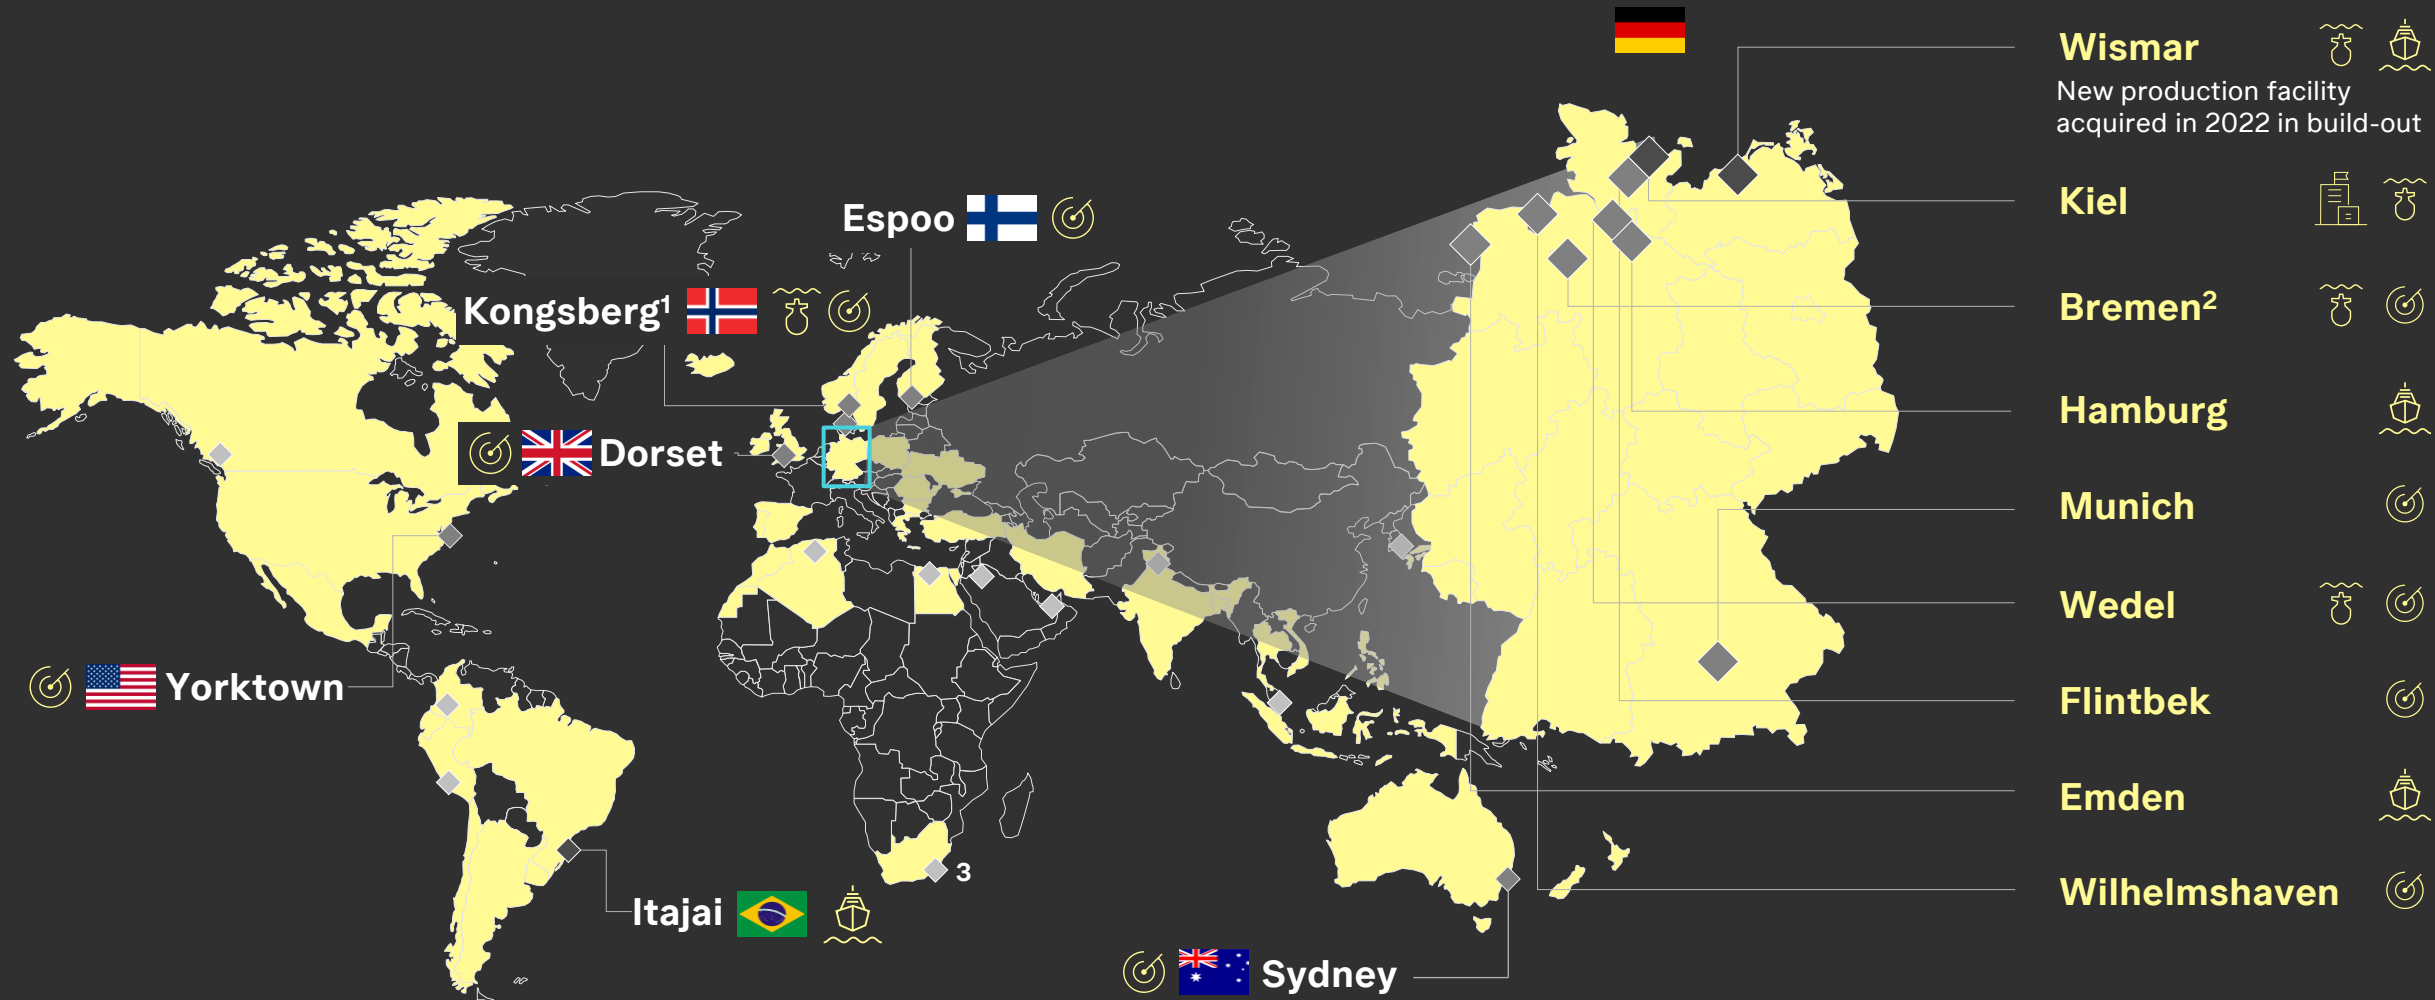 Wismar
New production facility
acquired in 2022 in build-out
Kiel
Bremen²
Hamburg
Munich
Wedel
Flintbek
Emden
Wilhelmshaven
Espoo
Kongsberg¹
Dorset
Yorktown
Itajai
3
Sydney